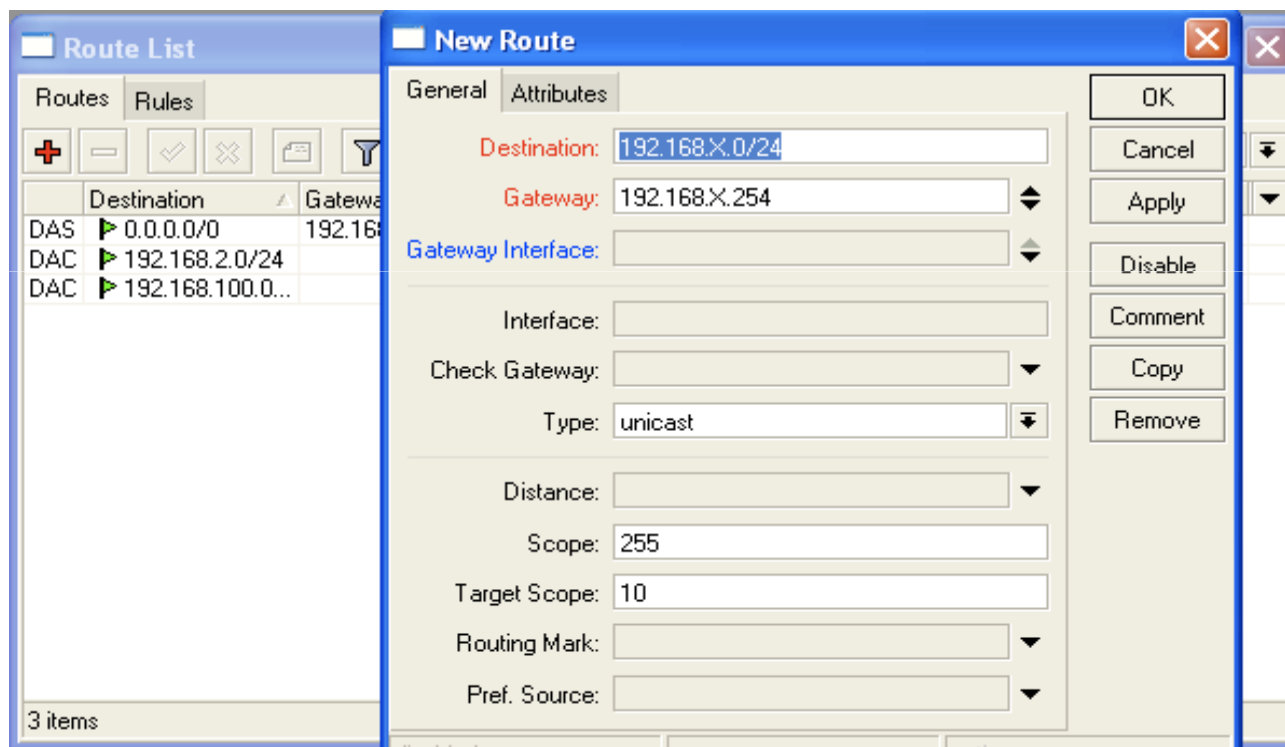 Route List
Routes Rules
Destination Gatewa
DAS 0.0.0.0/0 192.168
DAC 192.168.2.0/24
DAC 192.168.100.0...
3 items
New Route
General Attributes
Destination: 192.168.X.0/24
Gateway: 192.168.X.254
Gateway Interface:
Interface:
Check Gateway:
Type: unicast
Distance:
Scope: 255
Target Scope: 10
Routing Mark:
Pref. Source:
OK
Cancel
Apply
Disable
Comment
Copy
Remove